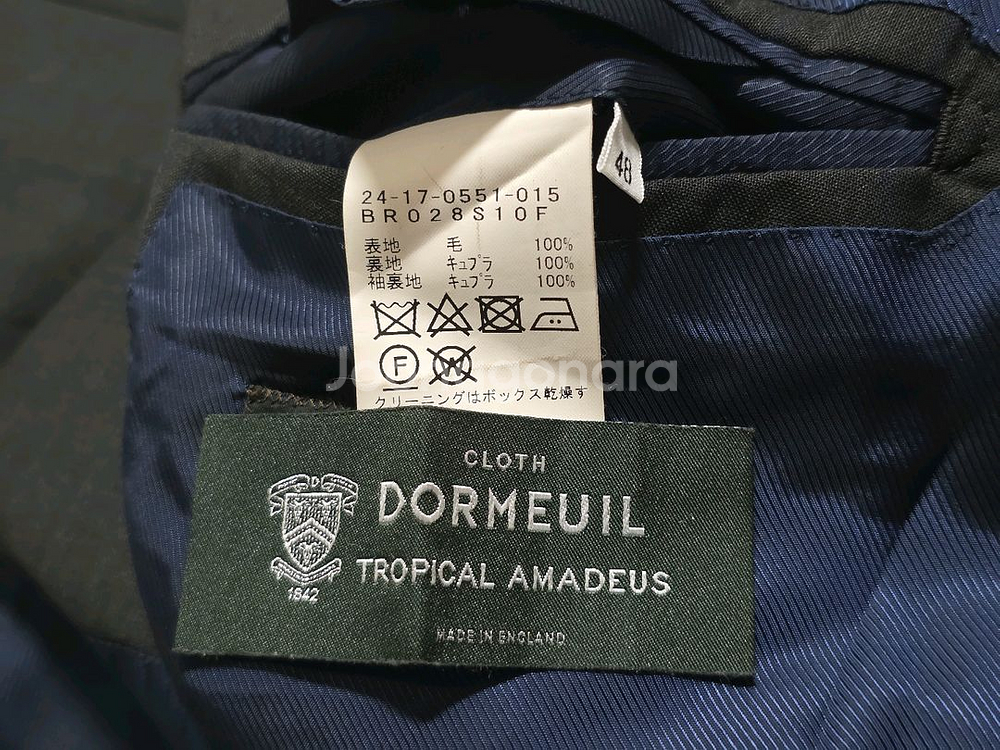 48
24-17-0551-015
BR028S10F
表地 毛 100%
裏地 キュプラ 100%
袖裏地 キュプラ 100%
F
W
クリーニングはボックス乾燥す
CLOTH
DORMEUIL
TROPICAL AMADEUS
1842
MADE IN ENGLAND